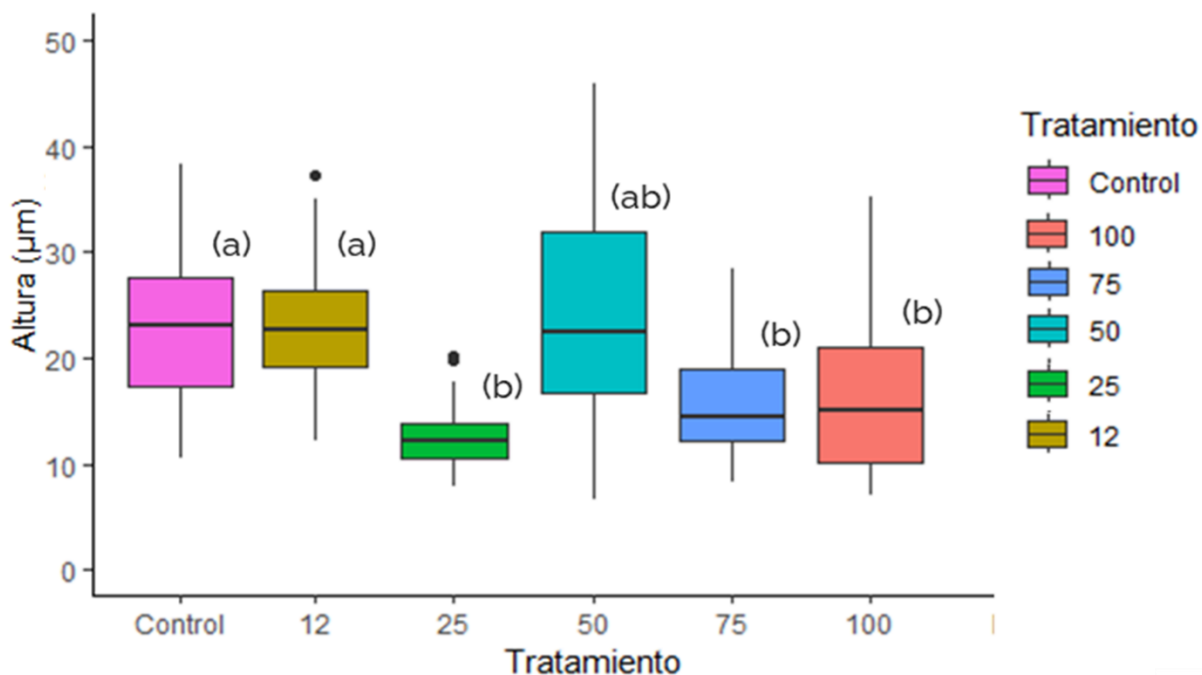 50
40
30
20
10
0
Altura (μm)
(a)
(a)
(b)
(ab)
(b)
(b)
Control
12
25
50
75
100
Tratamiento
Tratamiento
Control
100
75
50
25
12